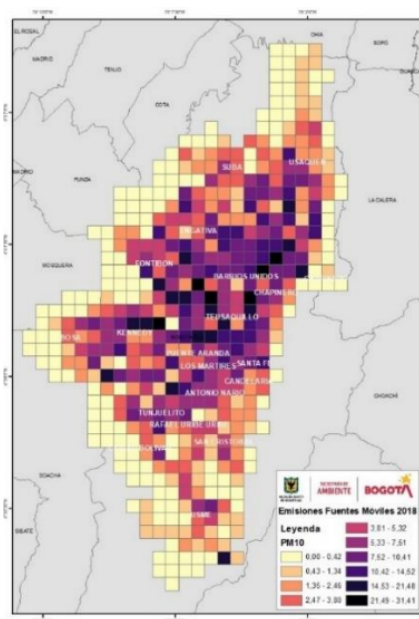 EL ROSAL
CHIA
SOPO
MADRID
TENJO
COTA
USAQUEN
SUBA
MADRID
FUNZA
LA CALERA
ENGATIVA
MOSQUERA
FONTIBON
BARRIOS UNIDOS
CHAPINERO
TEUSAQUILLO
KENNEDY
BOSA
PUENTE ARANDA
LOS MARTIRES
SANTA FE
CANDELARIA
ANTONIO NARIÑO
CHOACHI
TUNJUELITO
RAFAEL URIBE URIBE
SAN CRISTOBAL
SOACHA
USME
SIBATE
SECRETARÍA DE
AMBIENTE
BOGOTÁ
Emisiones Fuentes Móviles 2018
Leyenda
PM10
0,00 - 0,42
0,43 - 1,34
1,35 - 2,46
2,47 - 3,80
3,81 - 5,32
5,33 - 7,51
7,52 - 10,41
10,42 - 14,52
14,53 - 21,48
21,49 - 31,41